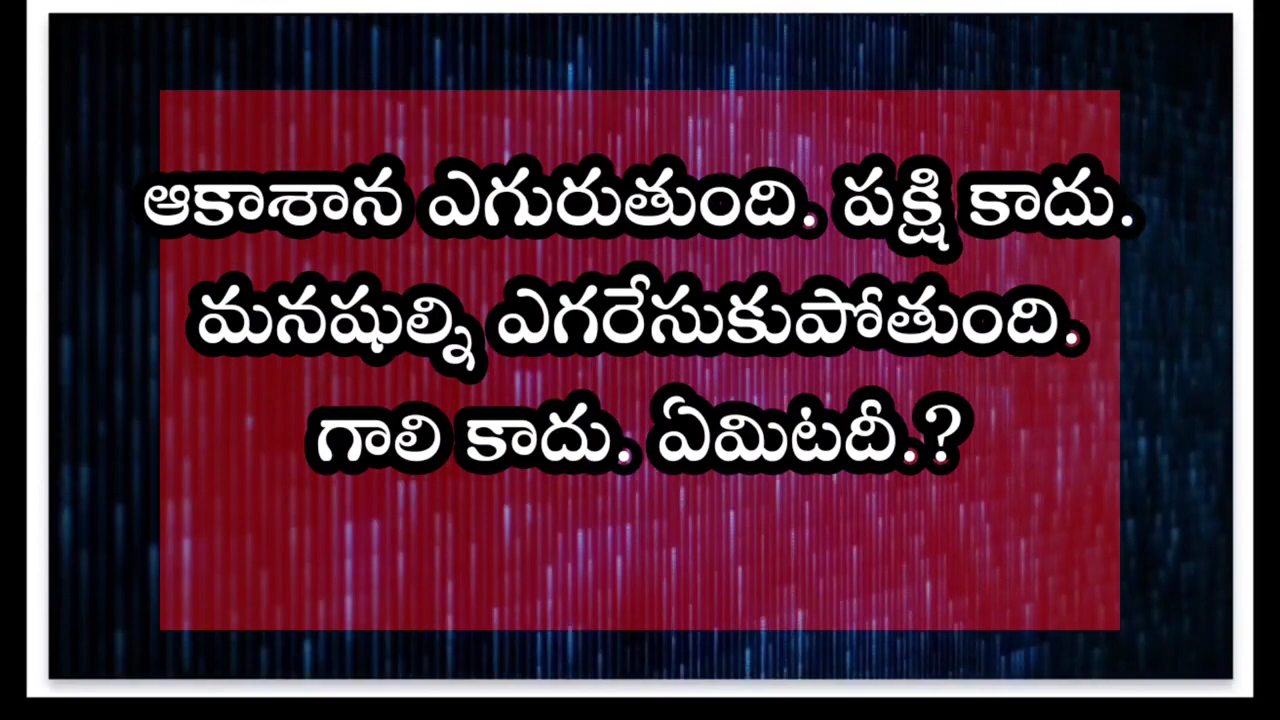 ఆకాశాన ఎగురుతుంది. పక్షి కాదు.
మనషుల్ని ఎగరేసుకుపోతుంది.
గాలి కాదు. ఏమిటదీ.?